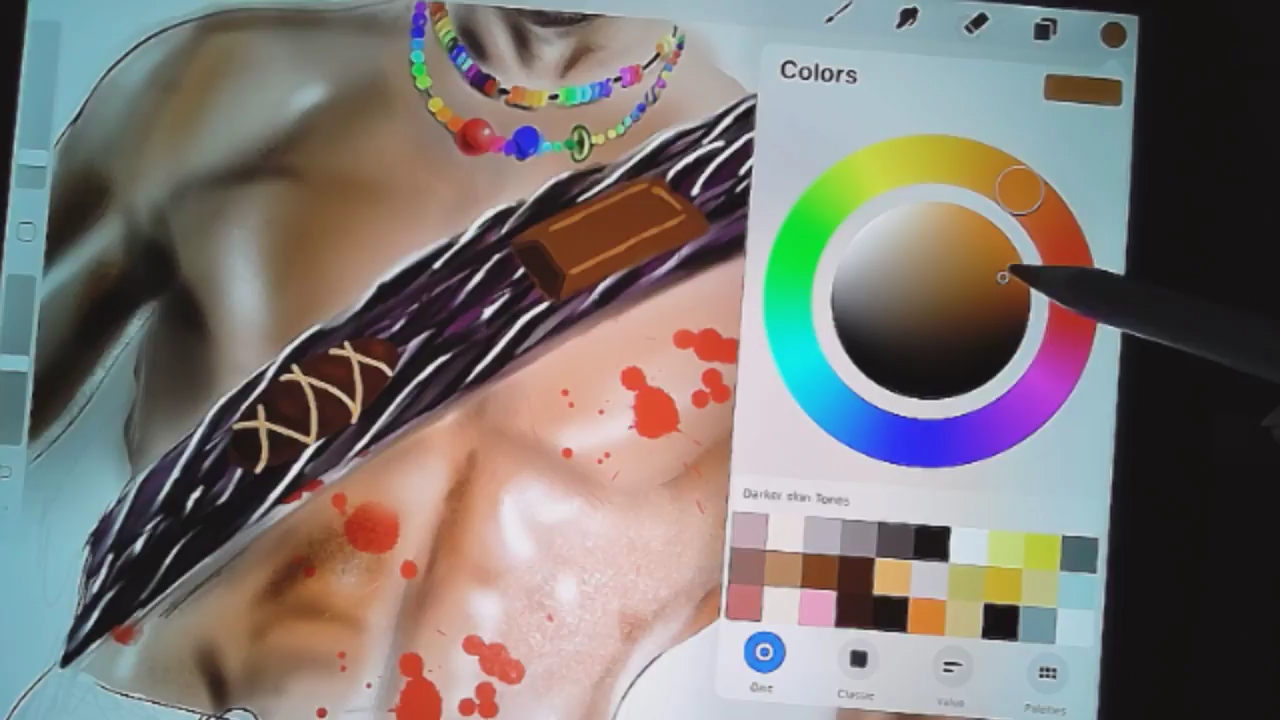 Colors
Darker skin Tones
Disc
Classic
Value
Palettes